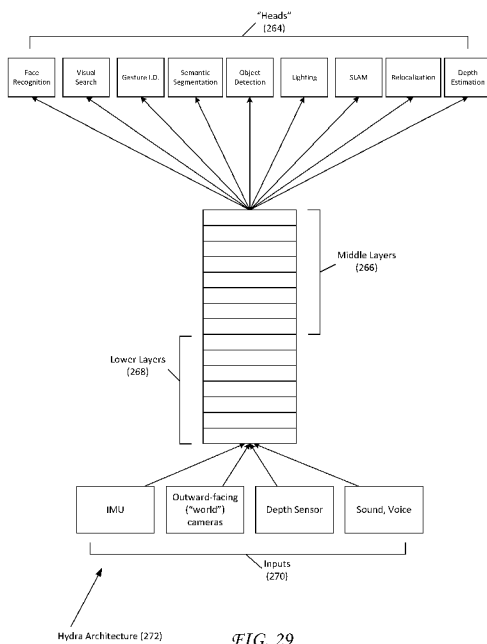 "Heads"
(264)
Face
Recognition
Visual
Search
Gesture I.D.
Semantic
Segmentation
Object
Detection
Lighting
SLAM
Relocalization
Depth
Estimation
Middle Layers
(266)
Lower Layers
(268)
IMU
Outward-facing
("world")
cameras
Depth Sensor
Sound, Voice
Inputs
(270)
Hydra Architecture (272)
FIG. 29